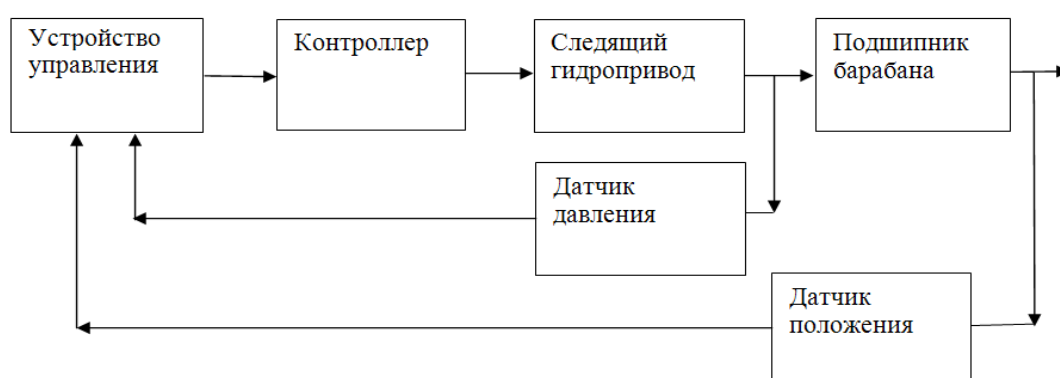 Устройство
управления
Контроллер
Следящий
гидропривод
Подшипник
барабана
Датчик
давления
Датчик
положения